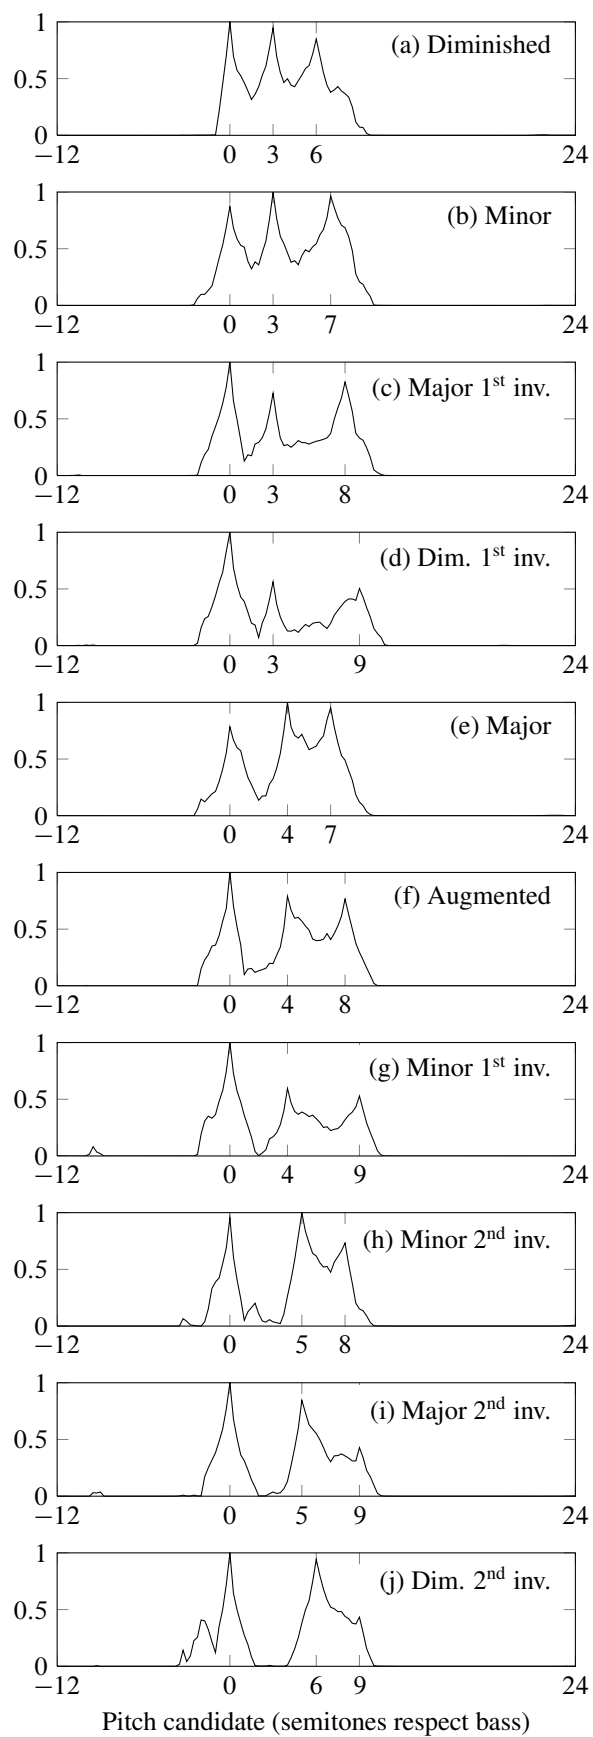 1
(a) Diminished
0.5
0
−12 0 3 6 24
1
(b) Minor
0.5
0
−12 0 3 7 24
1
(c) Major 1st inv.
0.5
0
−12 0 3 8 24
1
(d) Dim. 1st inv.
0.5
0
−12 0 3 9 24
1
(e) Major
0.5
0
−12 0 4 7 24
1
(f) Augmented
0.5
0
−12 0 4 8 24
1
(g) Minor 1st inv.
0.5
0
−12 0 4 9 24
1
(h) Minor 2nd inv.
0.5
0
−12 0 5 8 24
1
(i) Major 2nd inv.
0.5
0
−12 0 5 9 24
1
(j) Dim. 2nd inv.
0.5
0
−12 0 6 9 24
Pitch candidate (semitones respect bass)